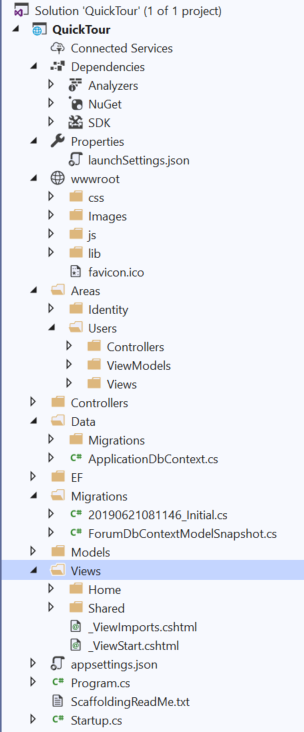 Solution 'QuickTour' (1 of 1 project)
QuickTour
Connected Services
Dependencies
Analyzers
NuGet
SDK
Properties
launchSettings.json
wwwroot
css
Images
js
lib
favicon.ico
Areas
Identity
Users
Controllers
ViewModels
Views
Controllers
Data
Migrations
C# ApplicationDbContext.cs
EF
Migrations
C# 20190621081146_Initial.cs
C# ForumDbContextModelSnapshot.cs
Models
Views
Home
Shared
_ViewImports.cshtml
_ViewStart.cshtml
appsettings.json
C# Program.cs
ScaffoldingReadMe.txt
C# Startup.cs